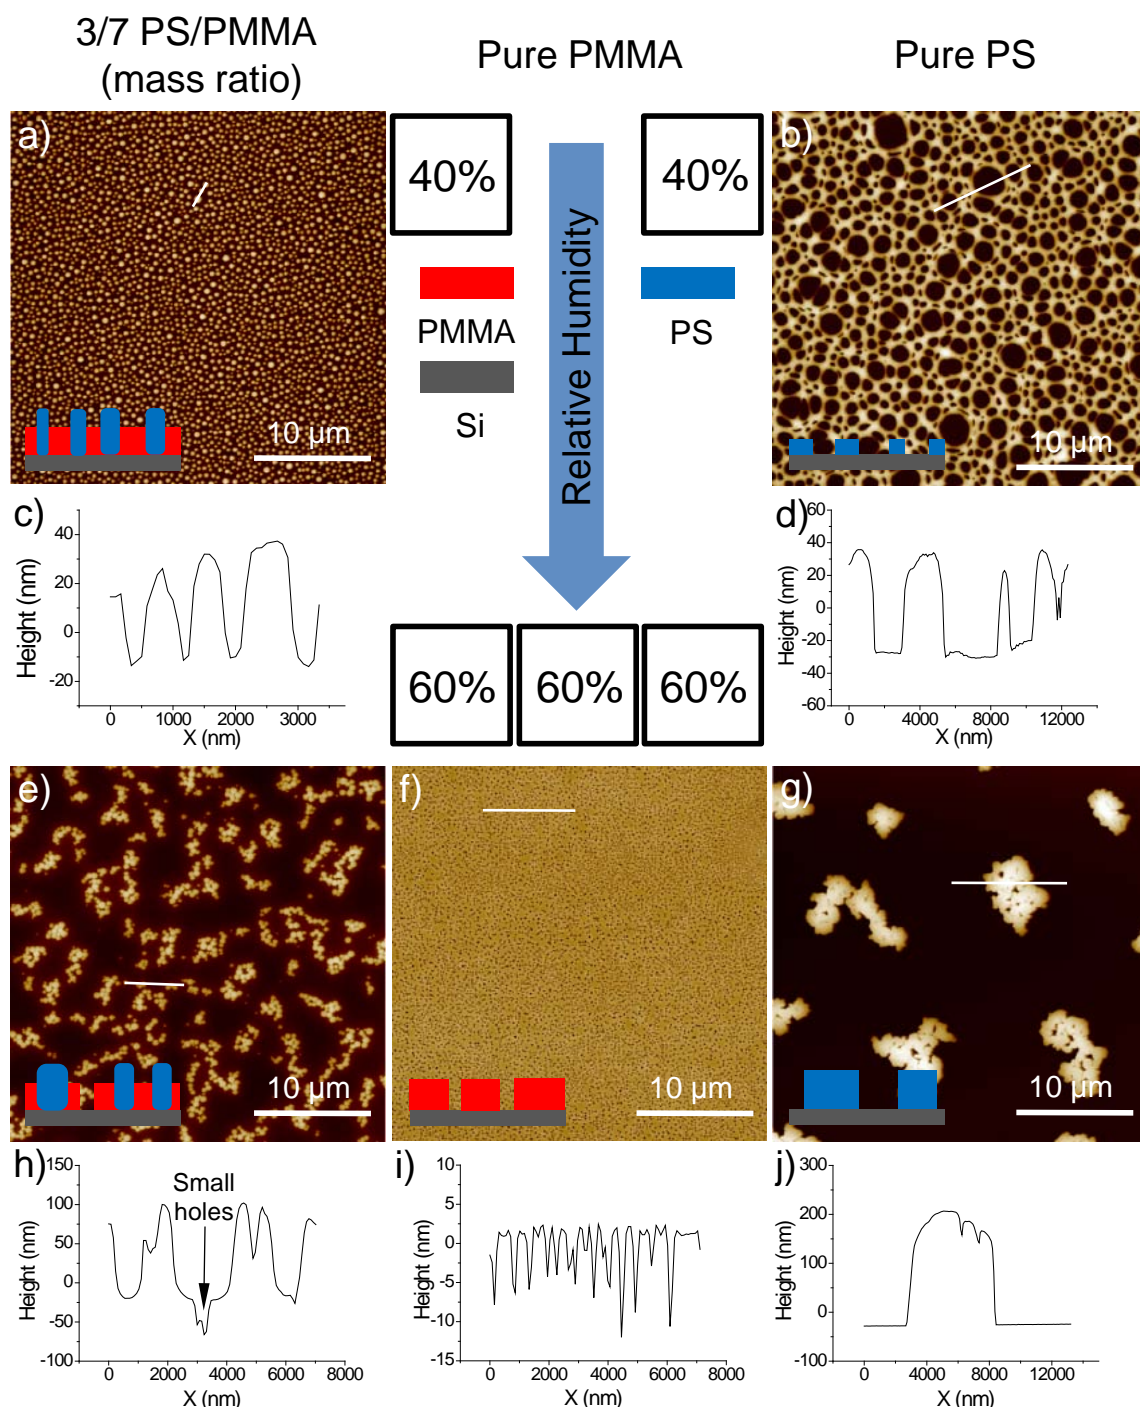 3/7 PS/PMMA
(mass ratio)
Pure PMMA
Pure PS
a)
40%
40%
b)
PMMA
PS
Si
Relative Humidity
10 µm
10 µm
c)
40
20
0
-20
Height (nm)
0 1000 2000 3000
X (nm)
d)
60
40
20
0
-20
-40
-60
Height (nm)
0 4000 8000 12000
X (nm)
60%
60%
60%
e)
10 µm
f)
10 µm
g)
10 µm
h)
150
100
50
0
-50
-100
Height (nm)
Small
holes
0 2000 4000 6000 8000
X (nm)
i)
10
5
0
-5
-10
-15
Height (nm)
0 2000 4000 6000 8000
X (nm)
j)
300
200
100
0
-100
Height (nm)
0 4000 8000 12000
X (nm)